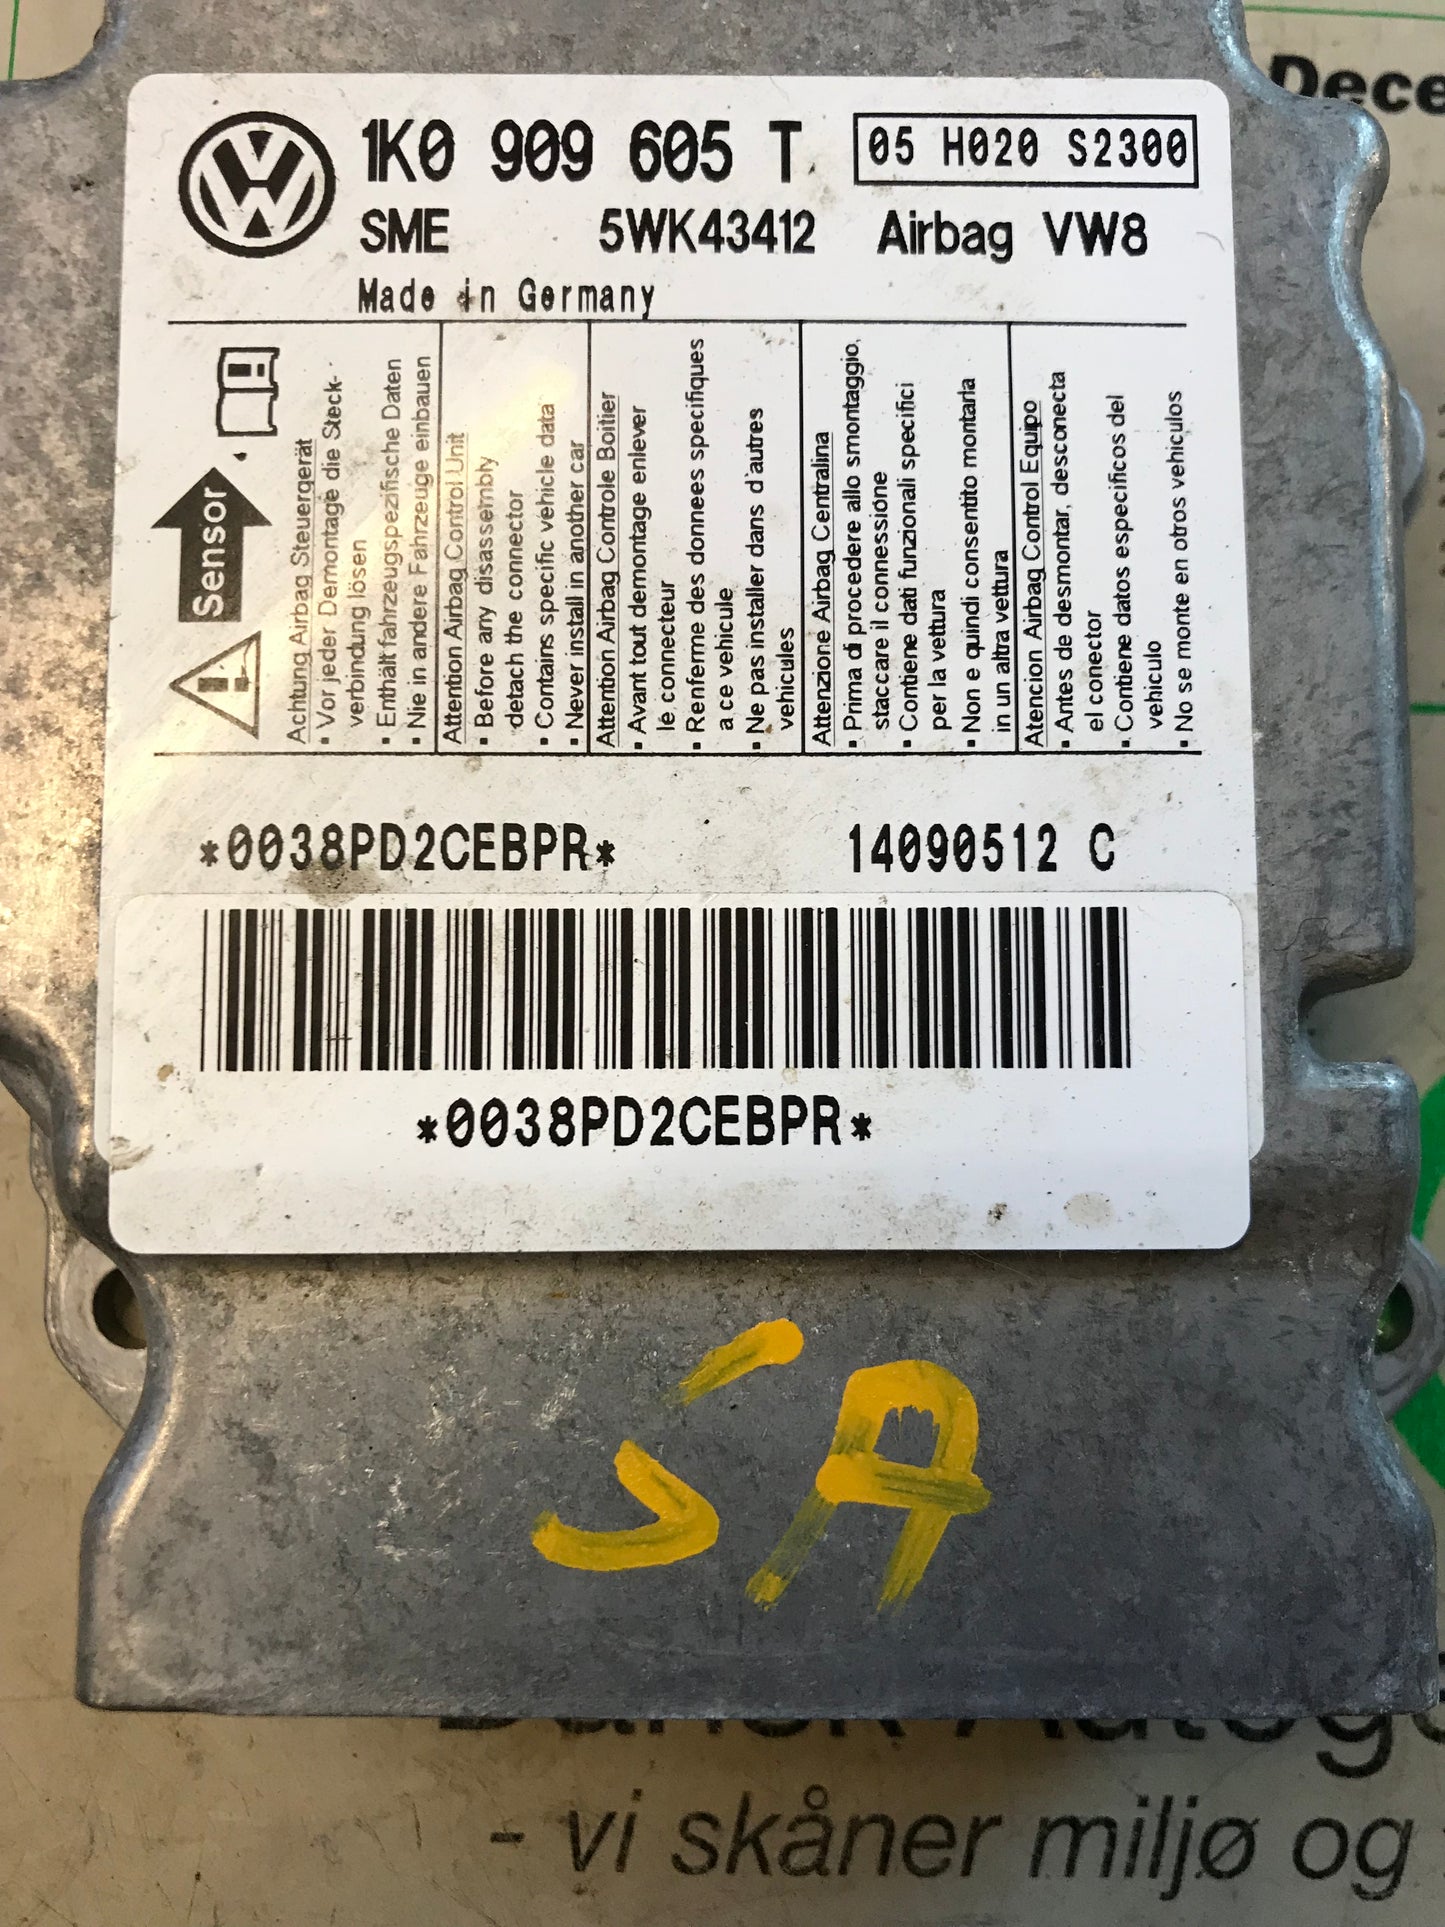 Dece
1K0 909 605 T
05 H020 S2300
SME 5WK43412 Airbag VW8
Made in Germany
Sensor
Achtung Airbag Steuergerät
▪ Vor jeder Demontage die Steck-
verbindung lösen
▪ Enthält fahrzeugspezifische Daten
▪ Nie in andere Fahrzeuge einbauen
Attention Airbag Control Unit
▪ Before any disassembly
detach the connector
▪ Contains specific vehicle data
▪ Never install in another car
Attention Airbag Controle Boitier
▪ Avant tout demontage enlever
le connecteur
▪ Renferme des donnees specifiques
a ce vehicule
▪ Ne pas installer dans d'autres
vehicules
Attenzione Airbag Centralina
▪ Prima di procedere allo smontaggio,
staccare il connessione
▪ Contiene dati funzionali specifici
per la vettura
▪ Non e quindi consentito montarla
in un altra vettura
Atencion Airbag Control Equipo
▪ Antes de desmontar, desconecta
el conector
▪ Contiene datos especificos del
vehiculo
▪ No se monte en otros vehiculos
*0038PD2CEBPR* 14090512 C
*0038PD2CEBPR*
SA
Dansk Autoge
- vi skåner miljø og